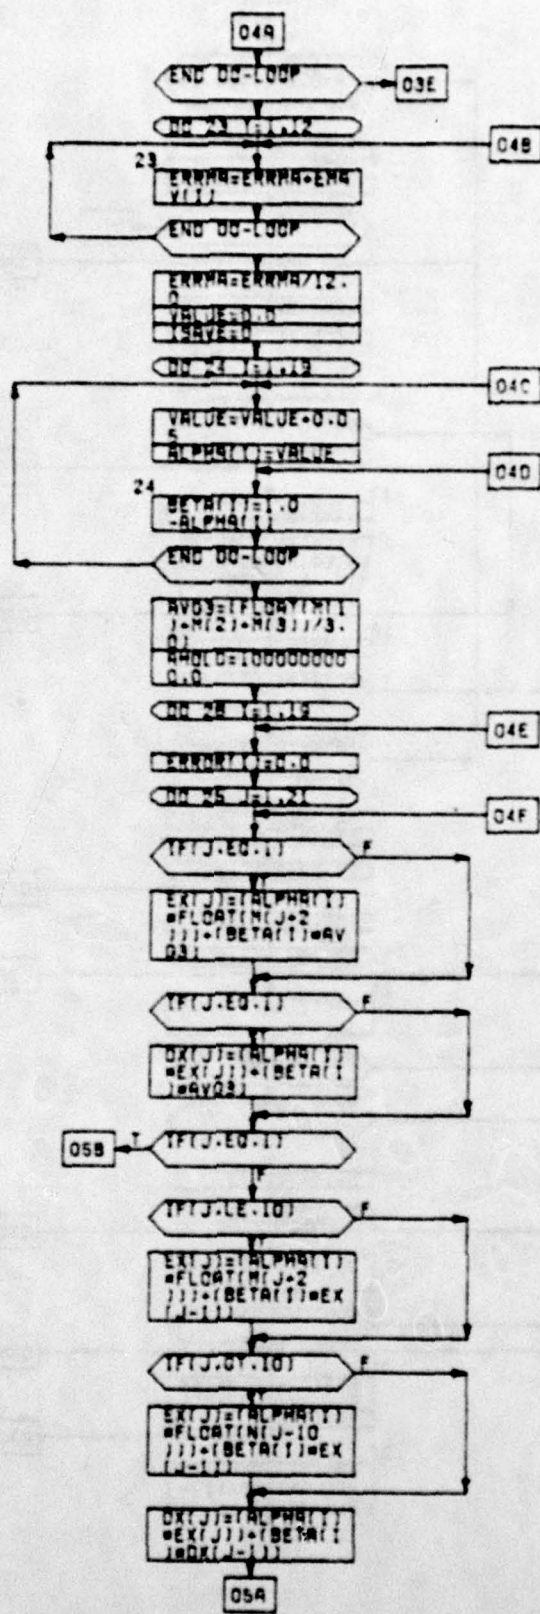 04A
END DO-LOOP
03E
DO 23 I=1,12
04B
23
ERRMA=ERRMA+EMA
V(I)
END DO-LOOP
ERRMA=ERRMA/12.
0
VALUE=0.0
ISAVE=0
DO 24 I=1,19
04C
VALUE=VALUE+0.0
5
ALPHA(I)=VALUE
04D
24
BETA(I)=1.0
-ALPHA(I)
END DO-LOOP
AVG3=(FLOAT(M(1
)+M(2)+M(3))/3.
0)
AHOLD=100000000
0.0
DO 28 I=1,19
04E
ERROR(I)=0.0
DO 26 J=1,21
04F
IF(J.EQ.1)
F
T
EX(J)=(ALPHA(I)
*FLOAT(M(J+2
)))+(BETA(I)*AV
G3)
IF(J.EQ.1)
F
T
DX(J)=(ALPHA(I)
*EX(J))+(BETA(I
)*AVG3)
05B
T
IF(J.EQ.1)
F
IF(J.LE.10)
F
T
EX(J)=(ALPHA(I)
*FLOAT(M(J+2
)))+(BETA(I)*EX
(J-1))
IF(J.GT.10)
F
T
EX(J)=(ALPHA(I)
*FLOAT(N(J-10
)))+(BETA(I)*EX
(J-1))
DX(J)=(ALPHA(I)
*EX(J))+(BETA(I
)*DX(J-1))
05A